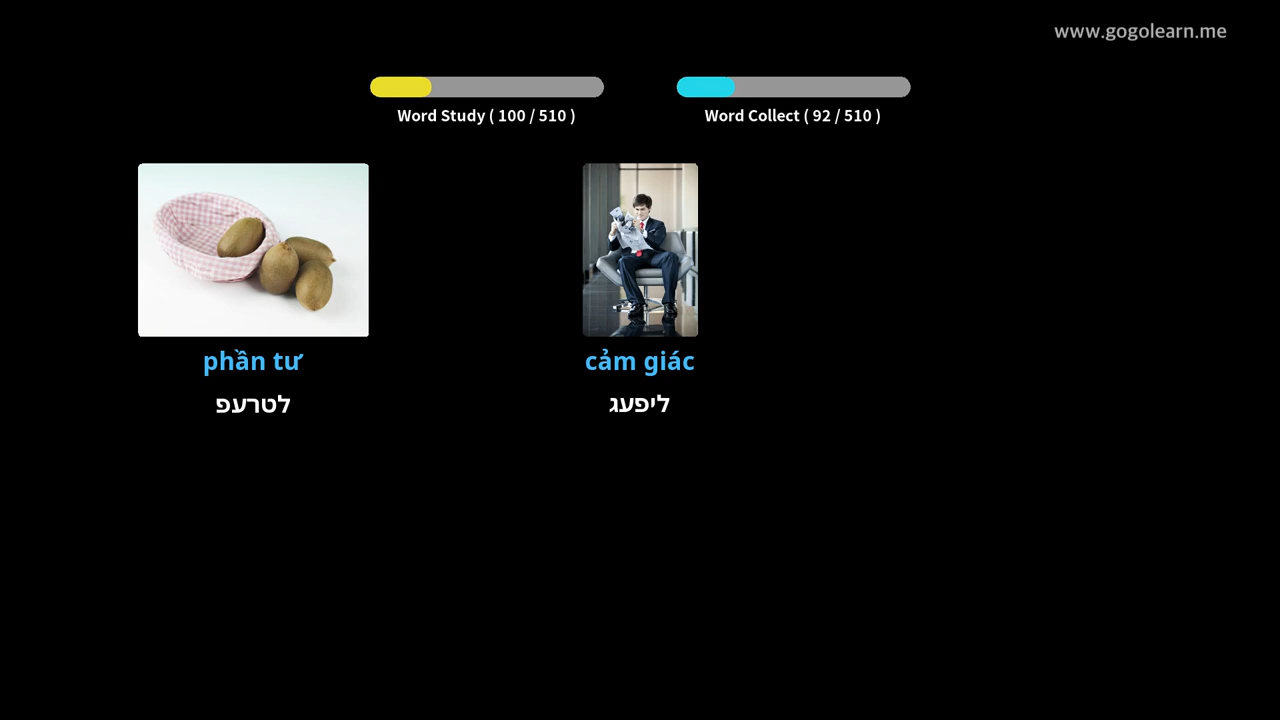 www.gogolearn.me
Word Study ( 100 / 510 )
Word Collect ( 92 / 510 )
phần tư
לטרעפ
cảm giác
ליפעג